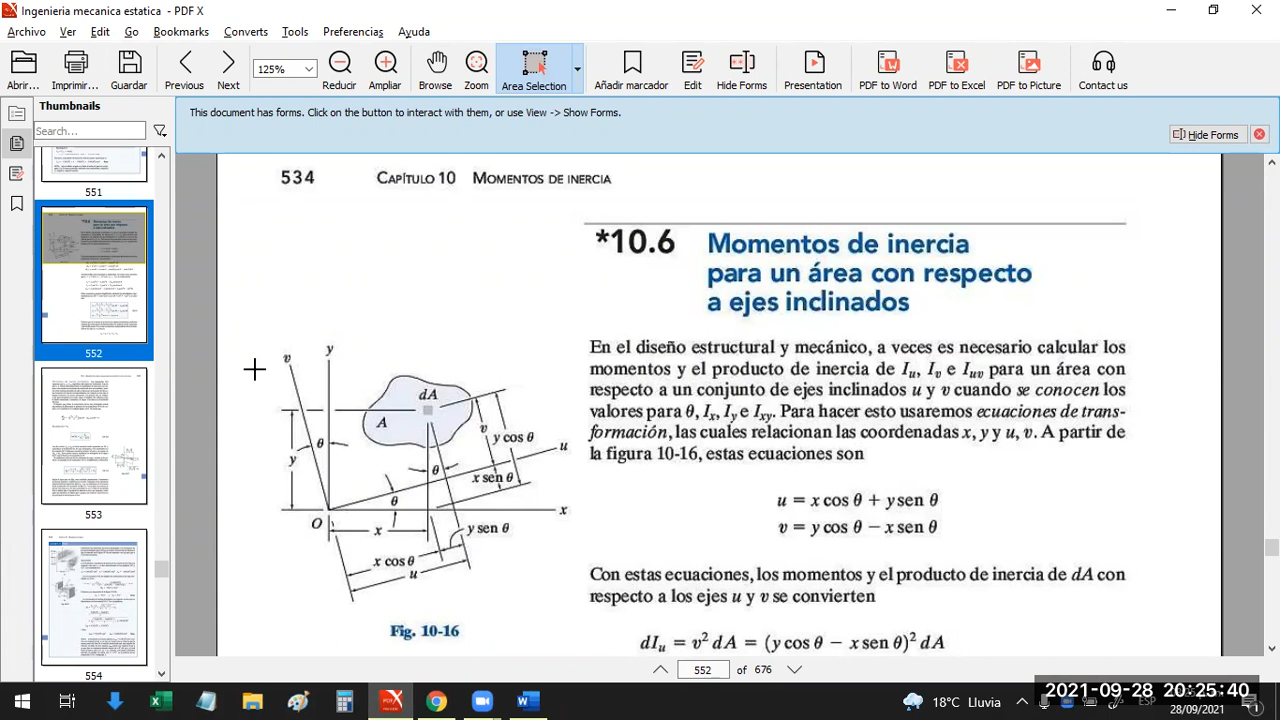 Ingenieria mecanica estatica - PDF X
Archivo Ver Edit Go Bookmarks Converts Tools Preferencias Ayuda
Abrir... Imprimir... Guardar Previous Next 125% Reducir Ampliar Browse Zoom Area Selection Añadir marcador Edit Hide Forms Presentation PDF to Word PDF to Excel PDF to Picture Contact us
Thumbnails
Search...
551
552
553
554
This document has forms. Click on the button to interact with them, or use View -> Show Forms.
Hide Forms
534 CAPÍTULO 10 MOMENTOS DE INERCIA
*10.6 Momentos de inercia
para un área con respecto
a ejes inclinados
En el diseño estructural y mecánico, a veces es necesario calcular los
momentos y el producto de inercia de Iu, Iv e Iuv para un área con
respecto a un conjunto de ejes inclinados u y v cuando se conocen los
valores para θ, Ix, Iy e Ixy. Para hacer esto usaremos ecuaciones de trans-
formación, las cuales relacionan las coordenadas x, y y u, v. A partir de
la figura 10-16, estas ecuaciones son
u = x cos θ + y sen θ
v = y cos θ − x sen θ
Con estas ecuaciones, los momentos y el producto de inercia de dA con
respecto a los ejes u y v se convierten
dIu = v² dA = (y cos θ − x sen θ)² dA
v
y
dA
A
v
y cos θ
u
θ
y
θ
x sen θ
θ
O
x
x
y sen θ
x cos θ
u
Fig. 10-16
552 of 676
18°C Lluvia
ESP
2021-09-28 20:25:40
28/09/2021